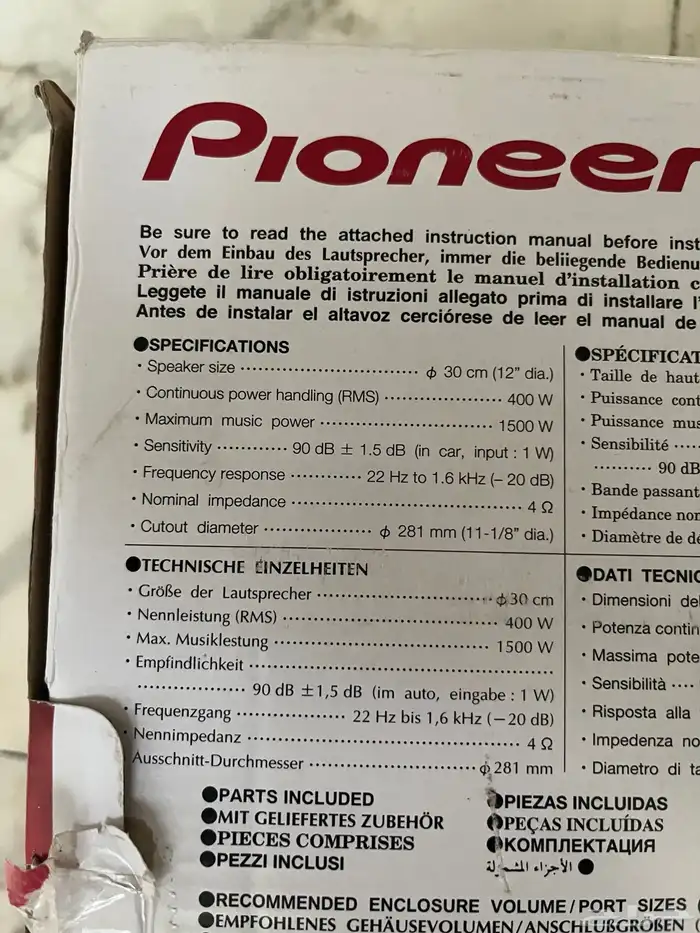 Pioneer
Be sure to read the attached instruction manual before inst
Vor dem Einbau des Lautsprecher, immer die beliiegende Bedienu
Prière de lire obligatoirement le manuel d'installation c
Leggete il manuale di istruzioni allegato prima di installare l'
Antes de instalar el altavoz cerciórese de leer el manual de
●SPECIFICATIONS
· Speaker size ································ φ 30 cm (12" dia.)
· Continuous power handling (RMS) ····················· 400 W
· Maximum music power ······························· 1500 W
· Sensitivity ············ 90 dB ± 1.5 dB (in car, input : 1 W)
· Frequency response ············ 22 Hz to 1.6 kHz (– 20 dB)
· Nominal impedance ········································ 4 Ω
· Cutout diameter ·················· φ 281 mm (11-1/8" dia.)
●SPÉCIFICAT
· Taille de haut
· Puissance cont
· Puissance mus
· Sensibilité ·····
·········· 90 dB
· Bande passant
· Impédance nor
· Diamètre de dé
●TECHNISCHE EINZELHEITEN
· Größe der Lautsprecher ······························ φ30 cm
· Nennleistung (RMS) ···································· 400 W
· Max. Musiklestung ···································· 1500 W
· Empfindlichkeit ··················································
················· 90 dB ±1,5 dB (im auto, eingabe : 1 W)
· Frequenzgang ················· 22 Hz bis 1,6 kHz (−20 dB)
· Nennimpedanz ············································· 4 Ω
Ausschnitt-Durchmesser ··························· φ281 mm
●DATI TECNIC
· Dimensioni del
· Potenza contin
· Massima pote
· Sensibilità ····
· Risposta alla
· Impedenza no
· Diametro di ta
●PARTS INCLUDED
●MIT GELIEFERTES ZUBEHÖR
●PIECES COMPRISES
●PEZZI INCLUSI
●PIEZAS INCLUIDAS
●PEÇAS INCLUÍDAS
●КОМПЛЕКТАЦИЯ
● الأجزاء المشمولة
●RECOMMENDED ENCLOSURE VOLUME/PORT SIZES (
●EMPFOHLENES GEHÄUSEVOLUMEN/ANSCHLUßGRÖßEN (